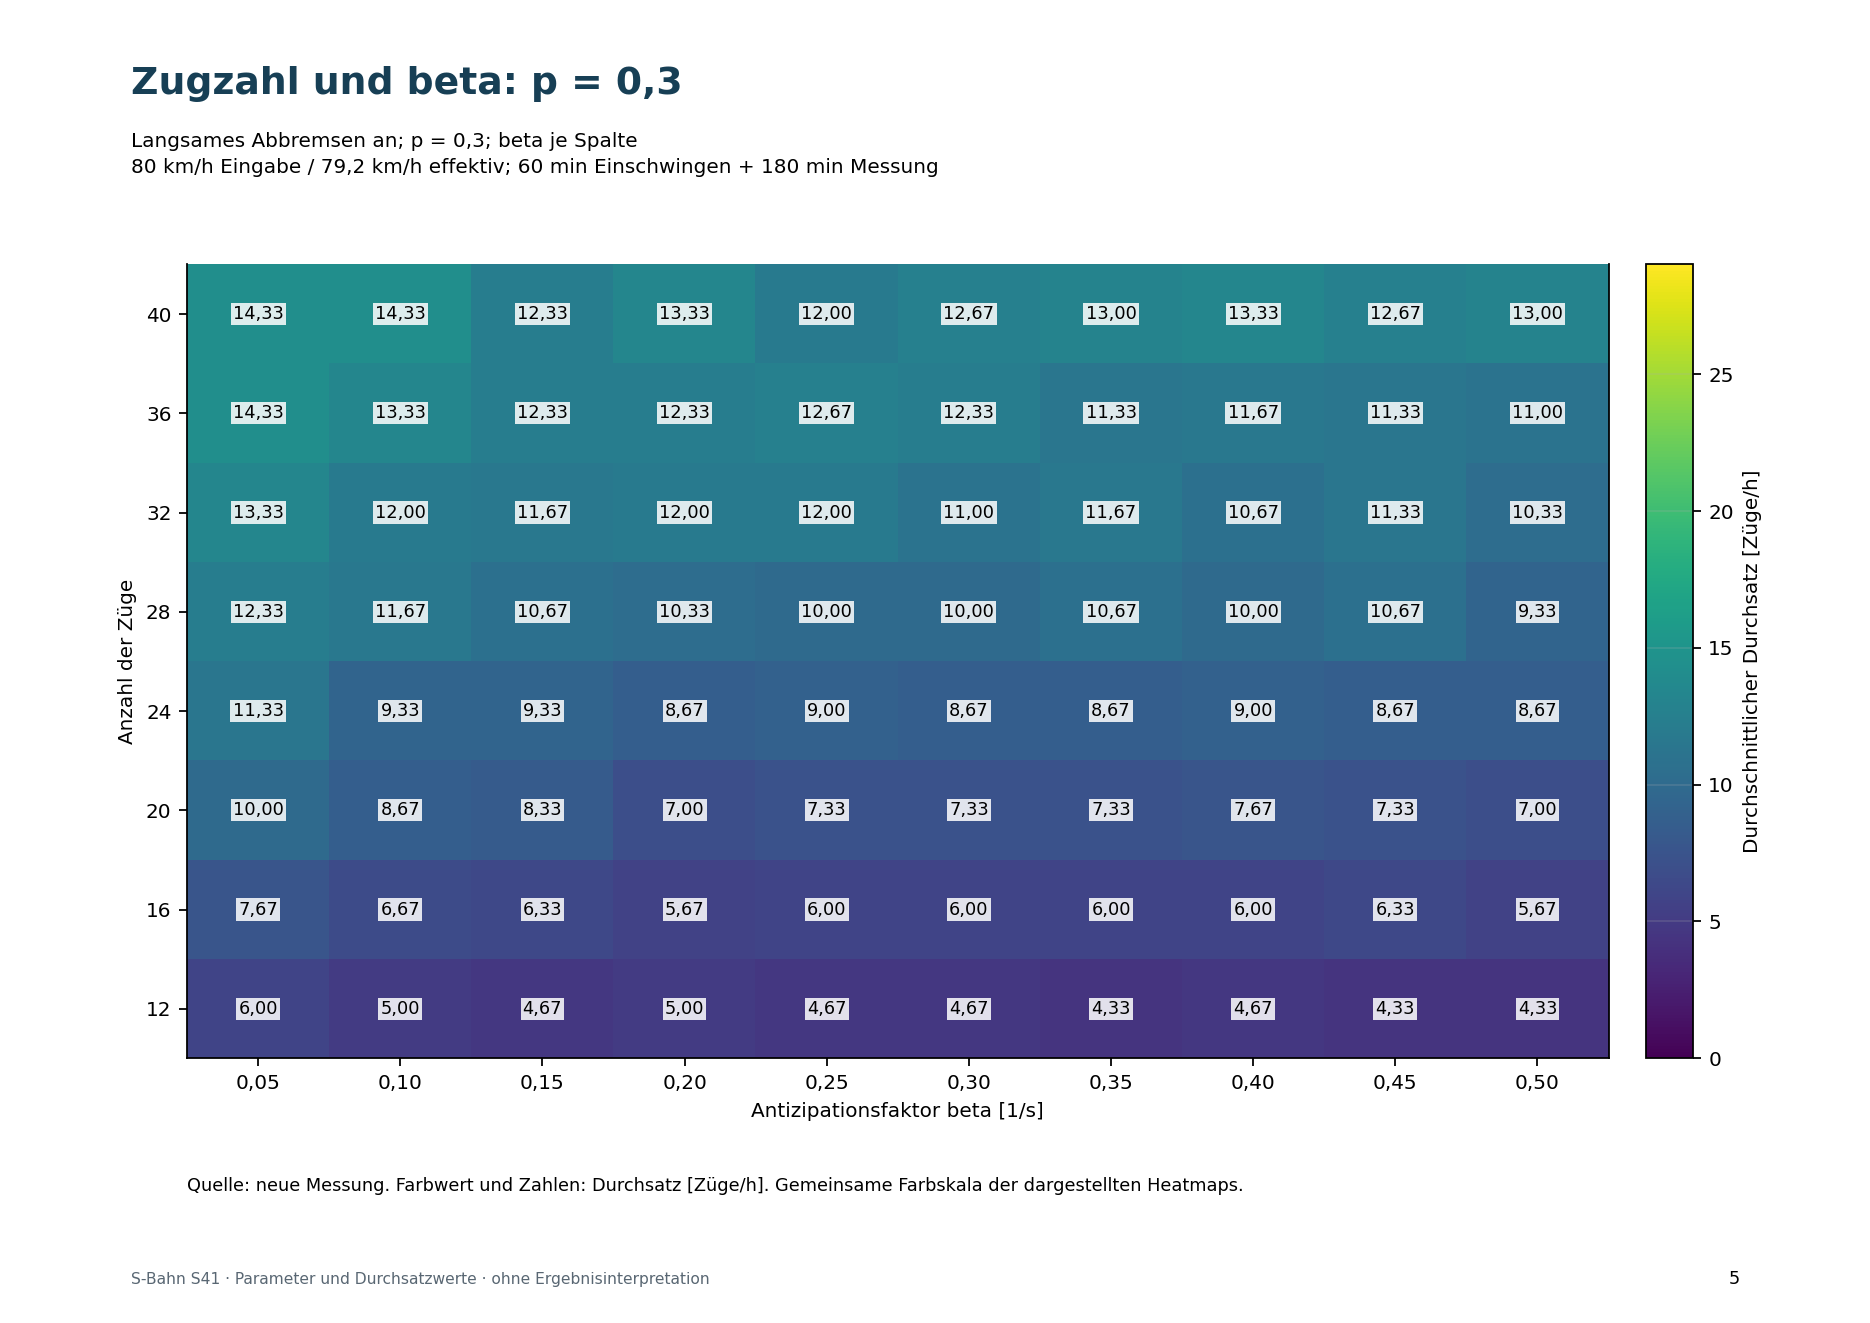 Zugzahl und beta: p = 0,3
Langsames Abbremsen an; p = 0,3; beta je Spalte
80 km/h Eingabe / 79,2 km/h effektiv; 60 min Einschwingen + 180 min Messung
Anzahl der Züge
40 14,33 14,33 12,33 13,33 12,00 12,67 13,00 13,33 12,67 13,00
36 14,33 13,33 12,33 12,33 12,67 12,33 11,33 11,67 11,33 11,00
32 13,33 12,00 11,67 12,00 12,00 11,00 11,67 10,67 11,33 10,33
28 12,33 11,67 10,67 10,33 10,00 10,00 10,67 10,00 10,67 9,33
24 11,33 9,33 9,33 8,67 9,00 8,67 8,67 9,00 8,67 8,67
20 10,00 8,67 8,33 7,00 7,33 7,33 7,33 7,67 7,33 7,00
16 7,67 6,67 6,33 5,67 6,00 6,00 6,00 6,00 6,33 5,67
12 6,00 5,00 4,67 5,00 4,67 4,67 4,33 4,67 4,33 4,33
0,05 0,10 0,15 0,20 0,25 0,30 0,35 0,40 0,45 0,50
Antizipationsfaktor beta [1/s]
25
20
15
10
5
0
Durchschnittlicher Durchsatz [Züge/h]
Quelle: neue Messung. Farbwert und Zahlen: Durchsatz [Züge/h]. Gemeinsame Farbskala der dargestellten Heatmaps.
S-Bahn S41 · Parameter und Durchsatzwerte · ohne Ergebnisinterpretation
5